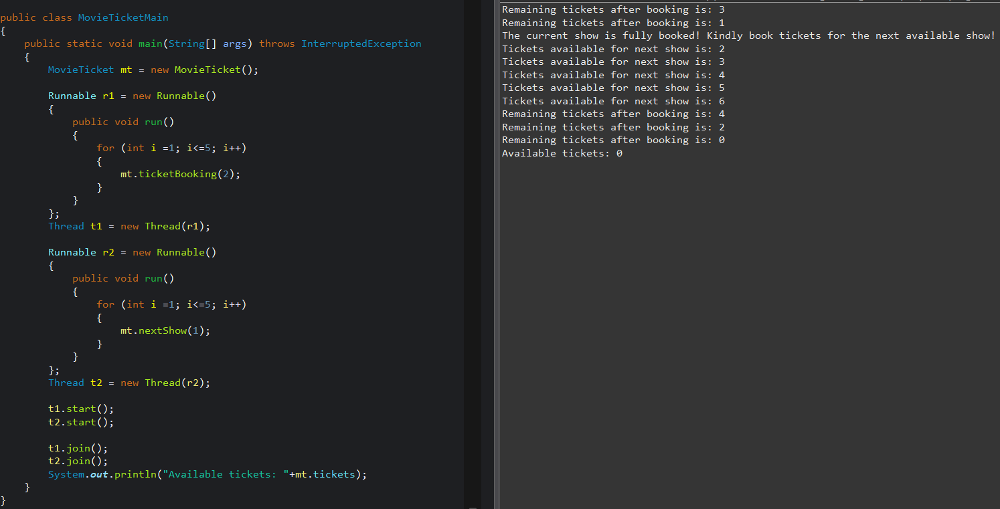 public class MovieTicketMain
{
    public static void main(String[] args) throws InterruptedException
    {
        MovieTicket mt = new MovieTicket();
        Runnable r1 = new Runnable()
        {
            public void run()
            {
                for (int i =1; i<=5; i++)
                {
                    mt.ticketBooking(2);
                }
            }
        };
        Thread t1 = new Thread(r1);
        Runnable r2 = new Runnable()
        {
            public void run()
            {
                for (int i =1; i<=5; i++)
                {
                    mt.nextShow(1);
                }
            }
        };
        Thread t2 = new Thread(r2);
        t1.start();
        t2.start();
        t1.join();
        t2.join();
        System.out.println("Available tickets: "+mt.tickets);
    }
}
Remaining tickets after booking is: 3
Remaining tickets after booking is: 1
The current show is fully booked! Kindly book tickets for the next available show!
Tickets available for next show is: 2
Tickets available for next show is: 3
Tickets available for next show is: 4
Tickets available for next show is: 5
Tickets available for next show is: 6
Remaining tickets after booking is: 4
Remaining tickets after booking is: 2
Remaining tickets after booking is: 0
Available tickets: 0